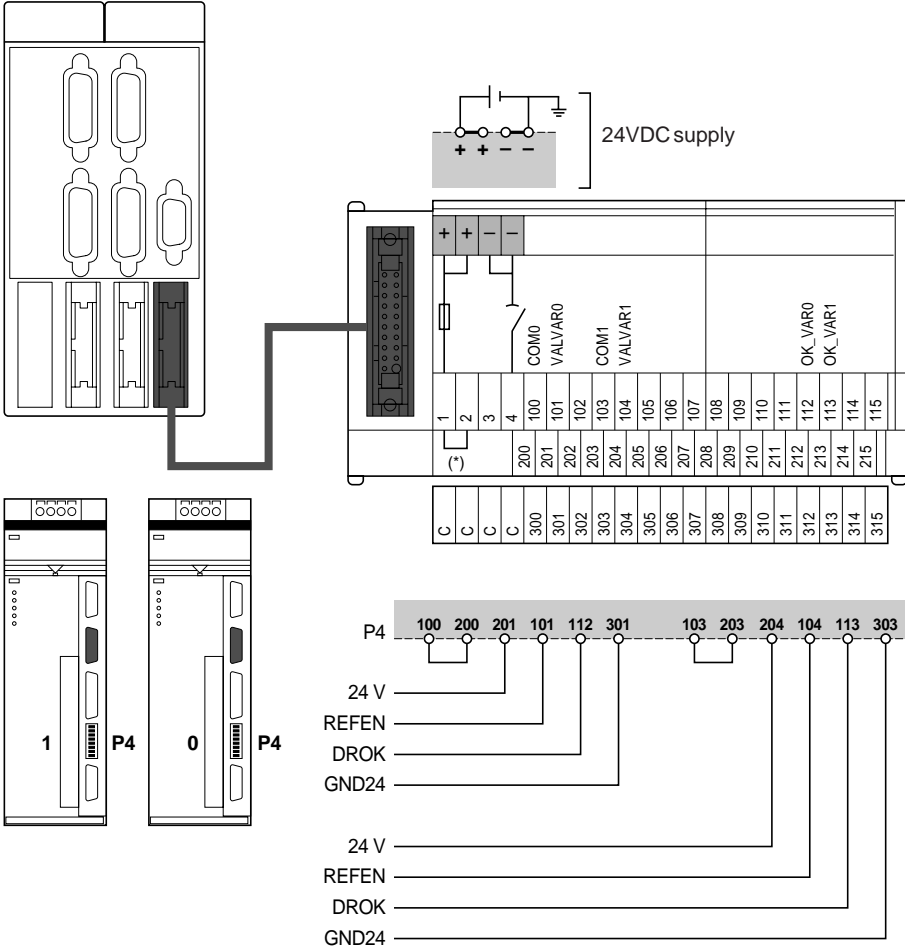 24VDC supply
+ + – –
+ + – –
COM0
VALVAR0
COM1
VALVAR1
OK_VAR0
OK_VAR1
1 2 3 4 100 101 102 103 104 105 106 107 108 109 110 111 112 113 114 115
(*) 200 201 202 203 204 205 206 207 208 209 210 211 212 213 214 215
C C C C 300 301 302 303 304 305 306 307 308 309 310 311 312 313 314 315
1 P4 0 P4
P4 100 200 201 101 112 301 103 203 204 104 113 303
24 V
REFEN
DROK
GND24
24 V
REFEN
DROK
GND24